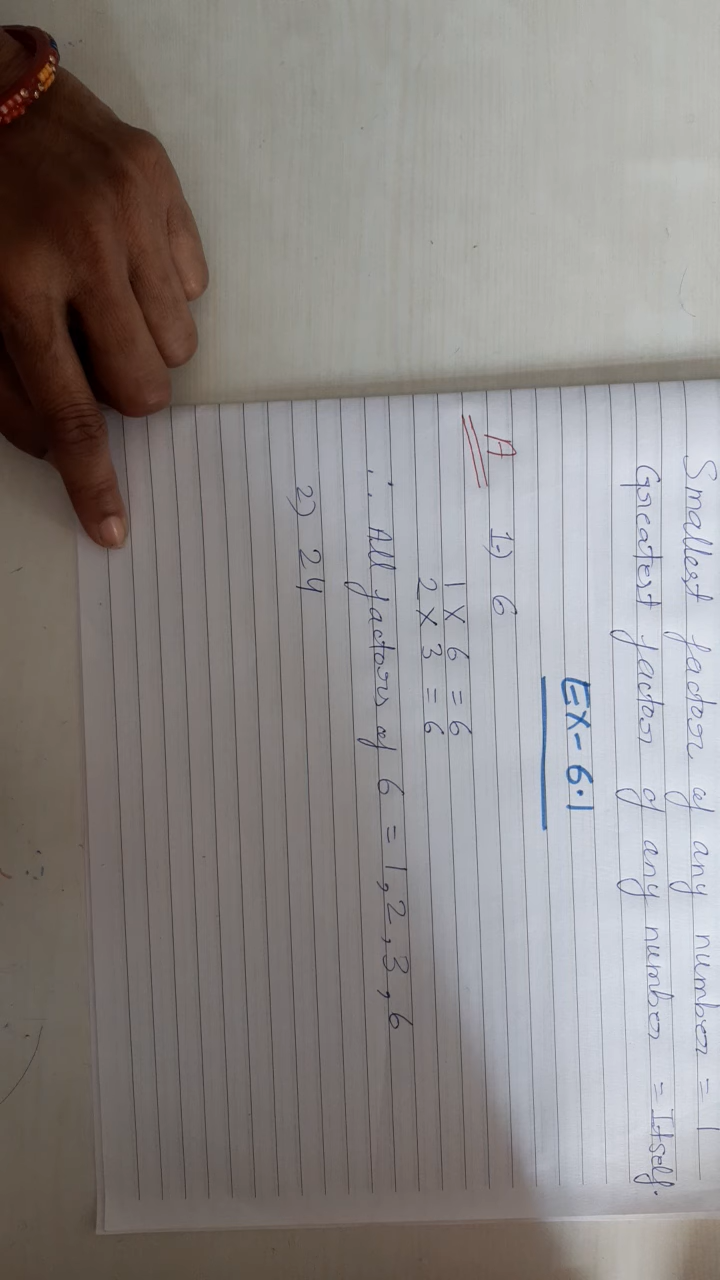 Smallest factor of any number = 1
Greatest factor of any number = Itself.
EX-6.1
A 1) 6
1 X 6 = 6
2 X 3 = 6
∴ All factors of 6 = 1, 2, 3, 6
2) 24